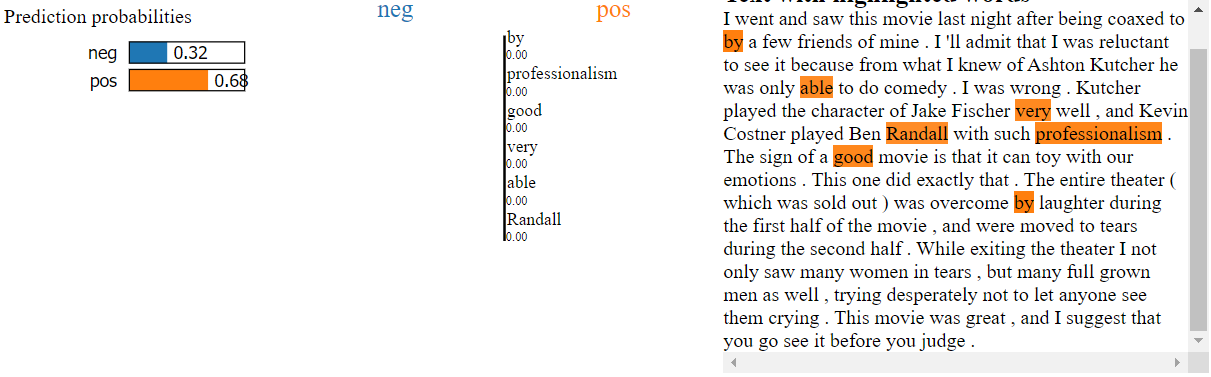 Prediction probabilities
neg 0.32
pos 0.68
neg pos
by
0.00
professionalism
0.00
good
0.00
very
0.00
able
0.00
Randall
0.00
Text with highlighted words
I went and saw this movie last night after being coaxed to
by a few friends of mine . I 'll admit that I was reluctant
to see it because from what I knew of Ashton Kutcher he
was only able to do comedy . I was wrong . Kutcher
played the character of Jake Fischer very well , and Kevin
Costner played Ben Randall with such professionalism .
The sign of a good movie is that it can toy with our
emotions . This one did exactly that . The entire theater (
which was sold out ) was overcome by laughter during
the first half of the movie , and were moved to tears
during the second half . While exiting the theater I not
only saw many women in tears , but many full grown
men as well , trying desperately not to let anyone see
them crying . This movie was great , and I suggest that
you go see it before you judge .